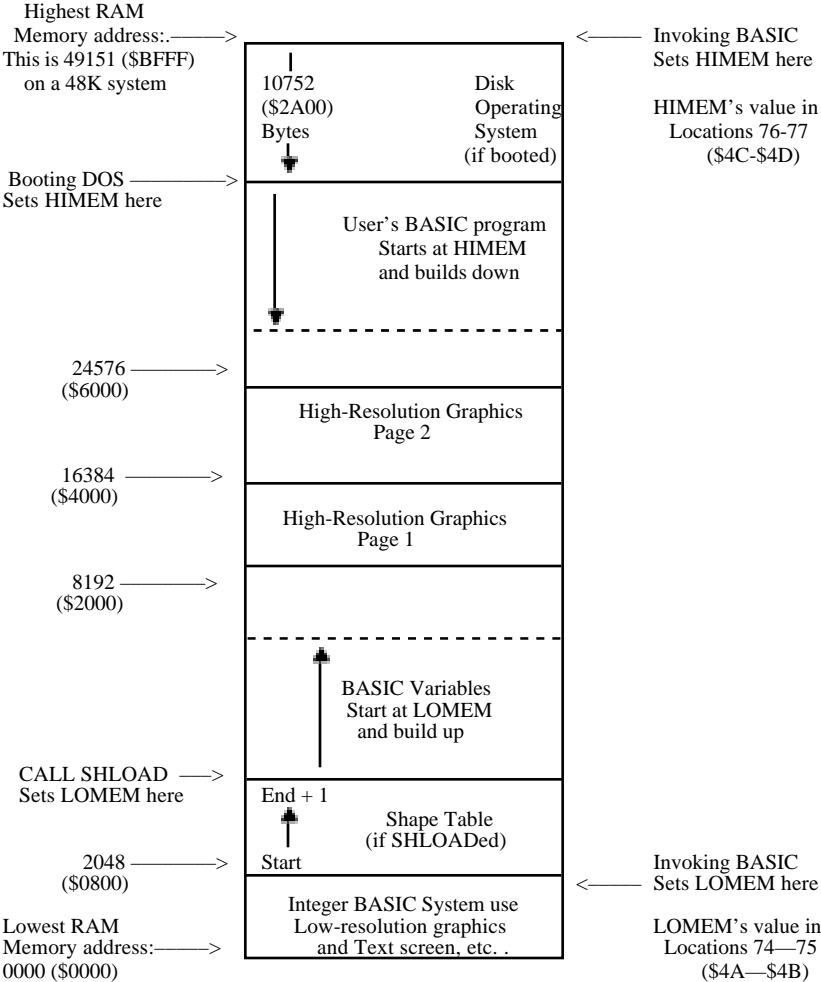 Highest RAM
Memory address:.–––––>
This is 49151 ($BFFF)
on a 48K system
<––––– Invoking BASIC
Sets HIMEM here
HIMEM's value in
Locations 76-77
($4C-$4D)
10752
($2A00)
Bytes
Disk
Operating
System
(if booted)
Booting DOS –––––––––>
Sets HIMEM here
User's BASIC program
Starts at HIMEM
and builds down
24576 –––––––––>
($6000)
High-Resolution Graphics
Page 2
16384 –––––––––>
($4000)
High-Resolution Graphics
Page 1
8192 –––––––––>
($2000)
BASIC Variables
Start at LOMEM
and build up
CALL SHLOAD –––>
Sets LOMEM here
End + 1
Shape Table
(if SHLOADed)
Start
2048 –––––––––>
($0800)
<––––– Invoking BASIC
Sets LOMEM here
LOMEM's value in
Locations 74—75
($4A—$4B)
Integer BASIC System use
Low-resolution graphics
and Text screen, etc. .
Lowest RAM
Memory address:–––––>
0000 ($0000)